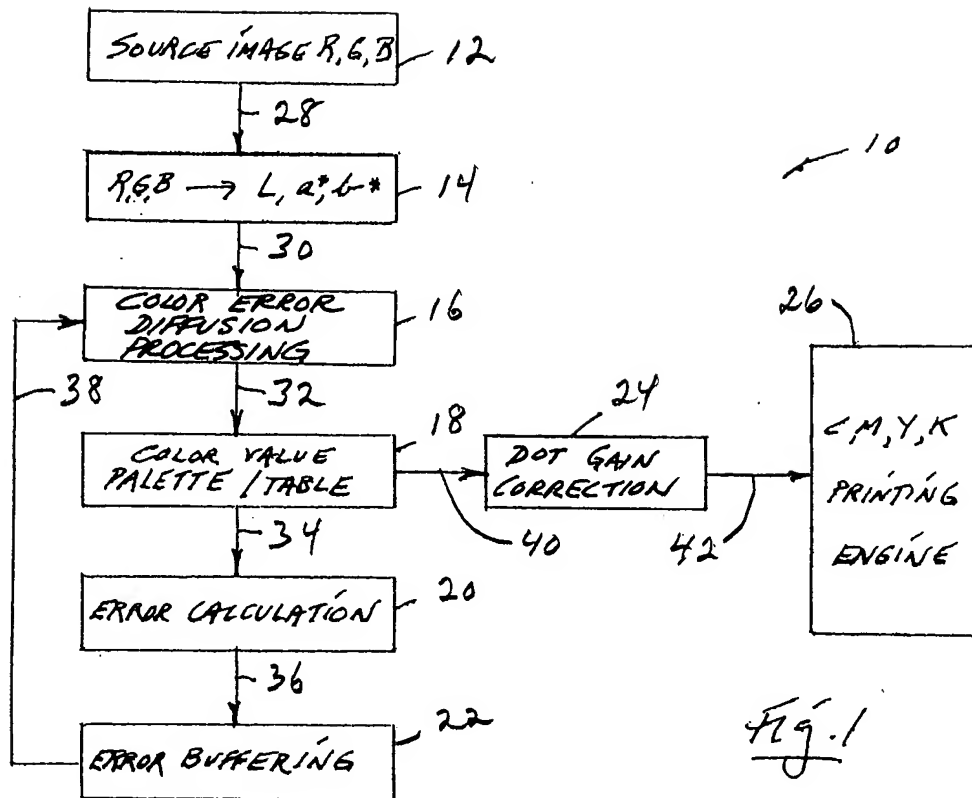 SOURCE IMAGE R, G, B
12
28
10
R,G,B → L, a*, b*
14
30
COLOR ERROR
DIFFUSION
PROCESSING
16
26
38
32
24
18
COLOR VALUE
PALETTE / TABLE
DOT GAIN
CORRECTION
C, M, Y, K
PRINTING
ENGINE
34
40
42
ERROR CALCULATION
20
36
22
ERROR BUFFERING
Fig. 1